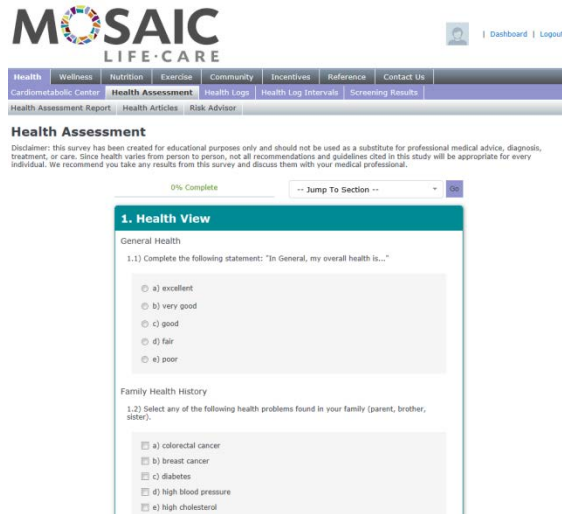 MOSAIC
LIFE·CARE
| Dashboard | Logout
Health Wellness Nutrition Exercise Community Incentives Reference Contact Us
Cardiometabolic Center Health Assessment Health Logs Health Log Intervals Screening Results
Health Assessment Report Health Articles Risk Advisor
Health Assessment
Disclaimer: this survey has been created for educational purposes only and should not be used as a substitute for professional medical advice, diagnosis,
treatment, or care. Since health varies from person to person, not all recommendations and guidelines cited in this study will be appropriate for every
individual. We recommend you take any results from this survey and discuss them with your medical professional.
0% Complete -- Jump To Section -- Go
1. Health View
General Health
1.1) Complete the following statement: "In General, my overall health is..."
a) excellent
b) very good
c) good
d) fair
e) poor
Family Health History
1.2) Select any of the following health problems found in your family (parent, brother,
sister).
a) colorectal cancer
b) breast cancer
c) diabetes
d) high blood pressure
e) high cholesterol